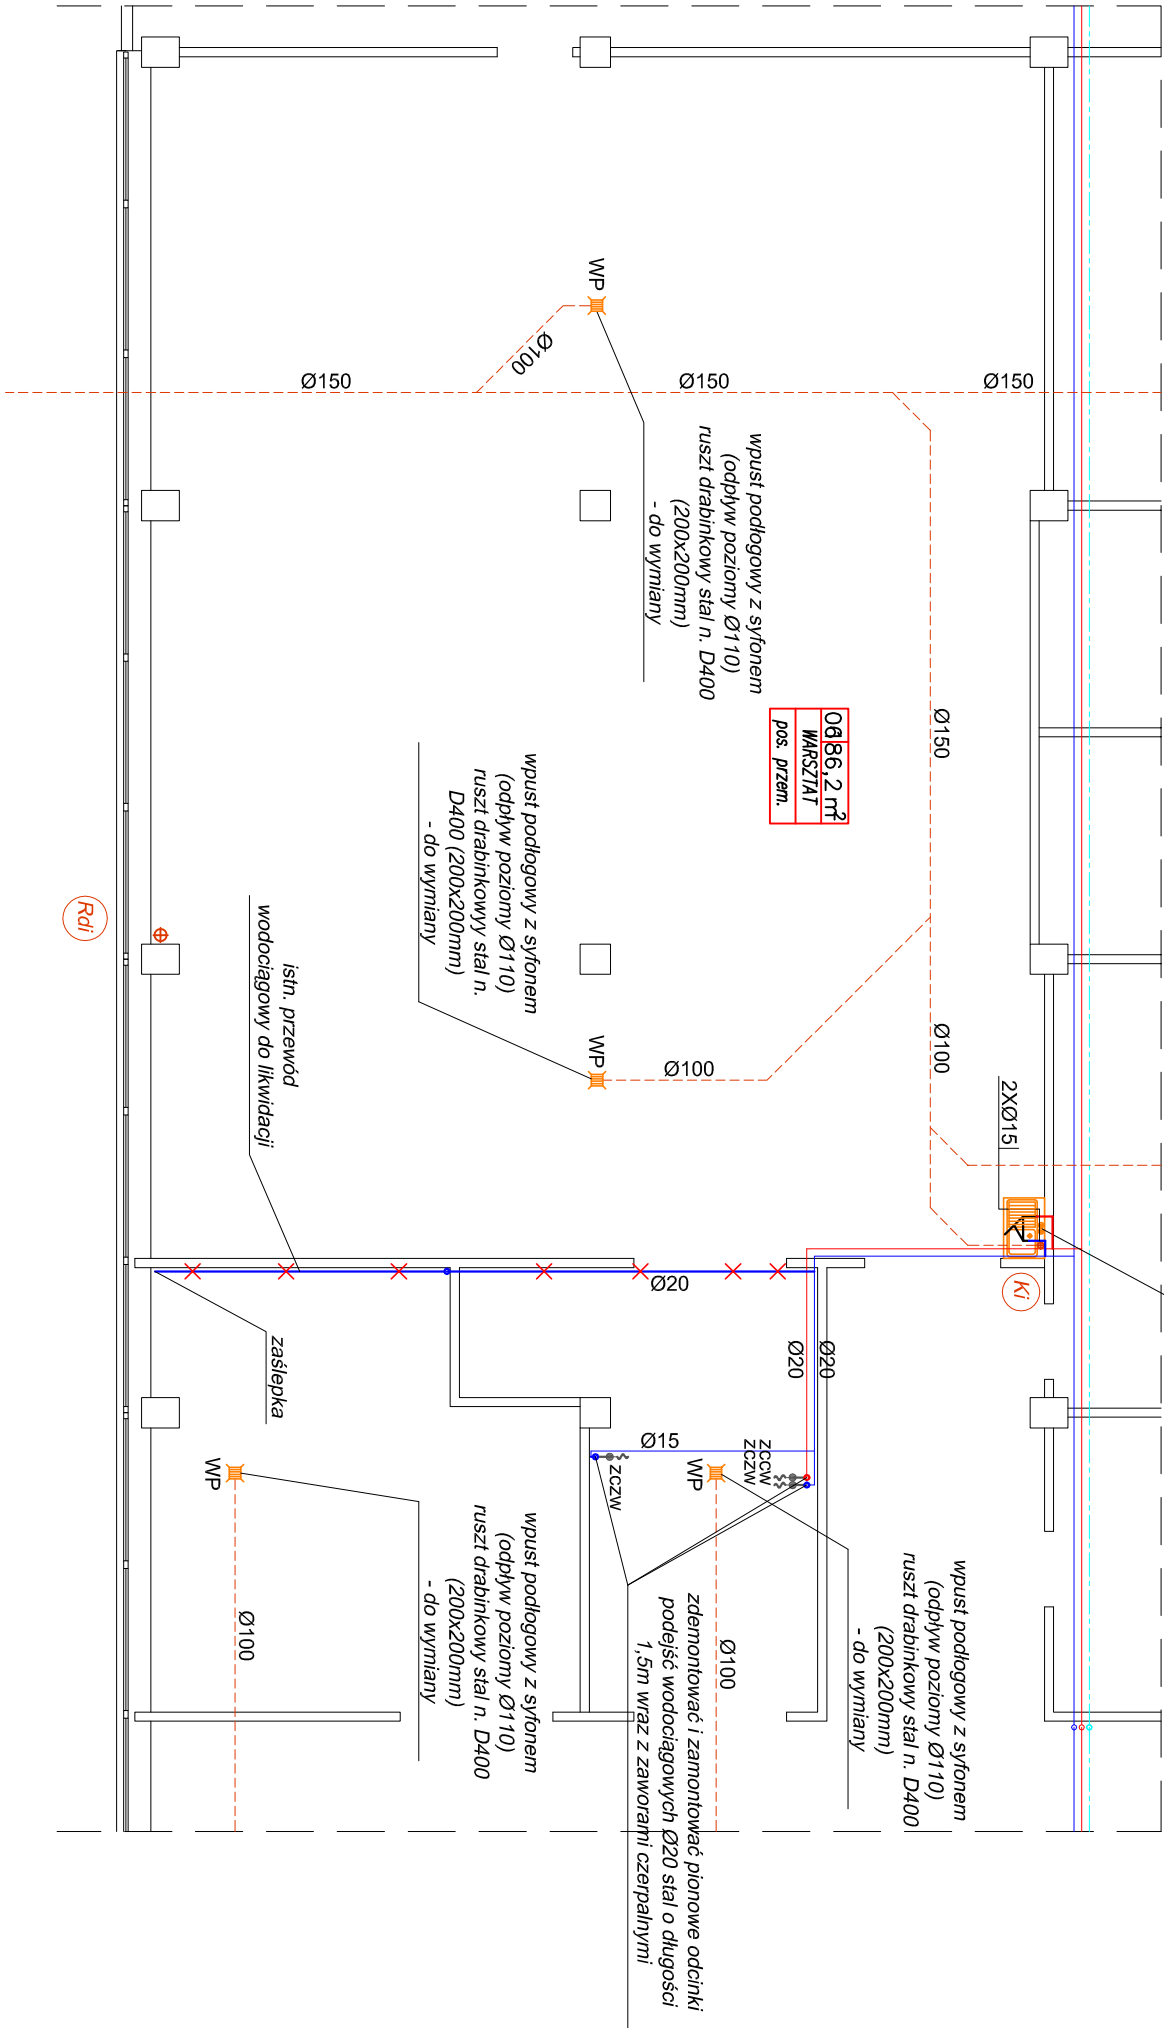 WP
Ø100
Ø150
Ø150
Ø150
wpust podłogowy z syfonem
(odpływ poziomy Ø110)
ruszt drabinkowy stal n. D400
(200x200mm)
- do wymiany
86,2 m²
WARSZTAT
pos. przem.
Ø150
wpust podłogowy z syfonem
(odpływ poziomy Ø110)
ruszt drabinkowyy stal n.
D400 (200x200mm)
- do wymiany
Rdi
istn. przewód
wodociągowy do likwidacji
WP
Ø100
Ø100
2XØ15
Ki
Ø20
Ø20
Ø20
zaślepka
Ø15
zccw
zczw
zczw
WP
WP
wpust podłogowy z syfonem
(odpływ poziomy Ø110)
ruszt drabinkowy stal n. D400
(200x200mm)
- do wymiany
wpust podłogowy z syfonem
(odpływ poziomy Ø110)
ruszt drabinkowy stal n. D400
(200x200mm)
- do wymiany
Ø100
Ø100
zdemontować i zamontować pionowe odcinki
podejść wodociągowych Ø20 stal o długości
1,5m wraz z zaworami czerpalnymi